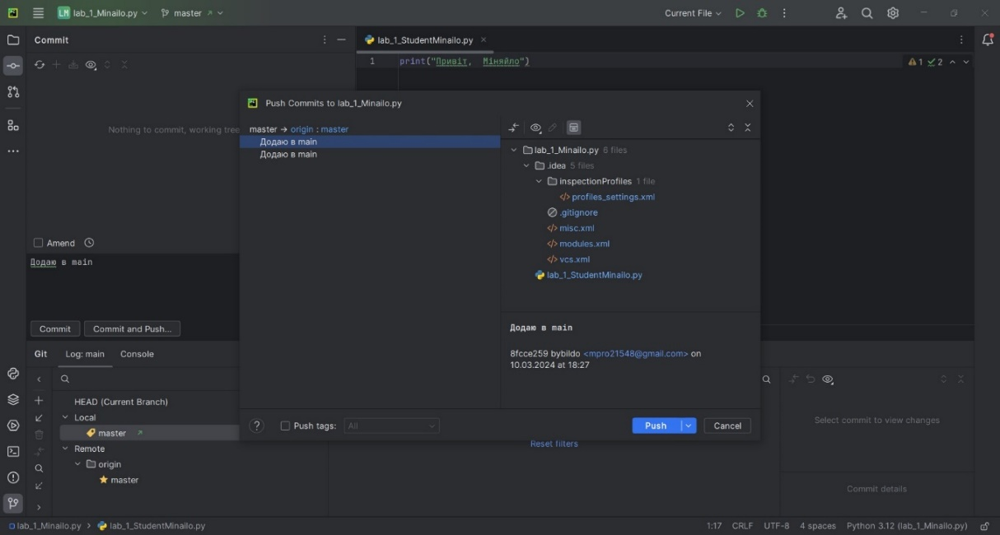 LM lab_1_Minailo.py master Current File
Commit
lab_1_StudentMinailo.py
1 print("Привіт, Міняйло")
1 2
Nothing to commit, working tree
Push Commits to lab_1_Minailo.py
master → origin : master
Додаю в main
Додаю в main
lab_1_Minailo.py 6 files
.idea 5 files
inspectionProfiles 1 file
profiles_settings.xml
.gitignore
misc.xml
modules.xml
vcs.xml
lab_1_StudentMinailo.py
Додаю в main
8fcce259 bybildo <mpro21548@gmail.com> on
10.03.2024 at 18:27
? Push tags: All
Push Cancel
Amend
Додаю в main
Commit Commit and Push...
Git Log: main Console
HEAD (Current Branch)
Local
master
Remote
origin
master
Reset filters
Select commit to view changes
Commit details
lab_1_Minailo.py > lab_1_StudentMinailo.py
1:17 CRLF UTF-8 4 spaces Python 3.12 (lab_1_Minailo.py)